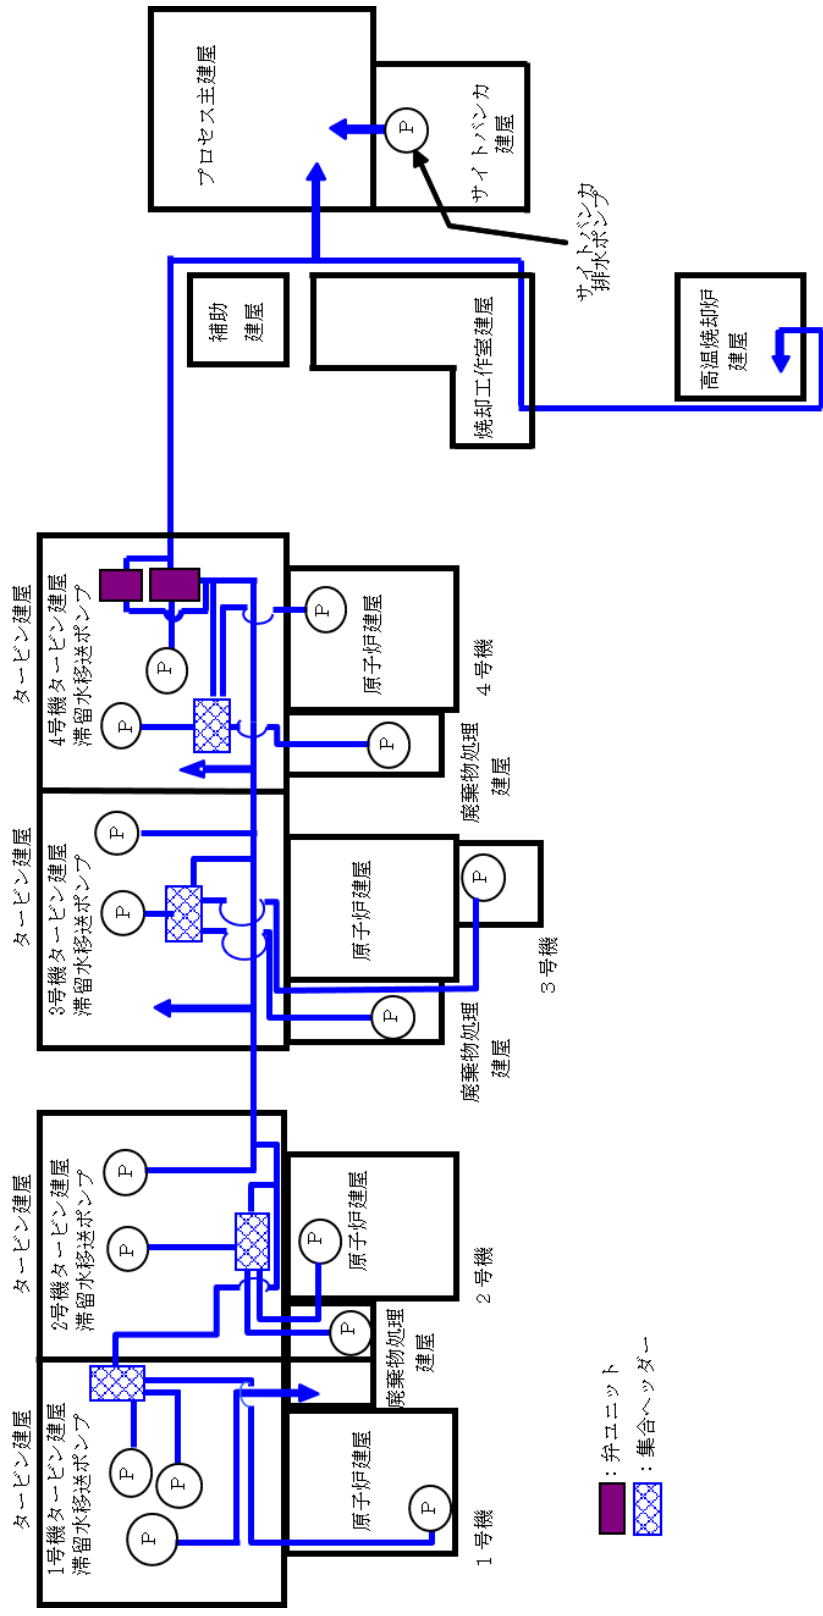 タービン建屋
1号機タービン建屋
滞留水移送ポンプ
P
P
P
原子炉建屋
P
1号機
タービン建屋
2号機タービン建屋
滞留水移送ポンプ
P
P
廃棄物処理
建屋
P
原子炉建屋
P
2号機
タービン建屋
3号機タービン建屋
滞留水移送ポンプ
P
P
廃棄物処理
建屋
P
原子炉建屋
P
3号機
タービン建屋
4号機タービン建屋
滞留水移送ポンプ
P
P
廃棄物処理
建屋
P
原子炉建屋
P
4号機
補助
建屋
焼却工作室建屋
高温焼却炉
建屋
プロセス主建屋
サイトバンカ
建屋
P
サイトバンカ
排水ポンプ
:弁ユニット
:集合ヘッダー